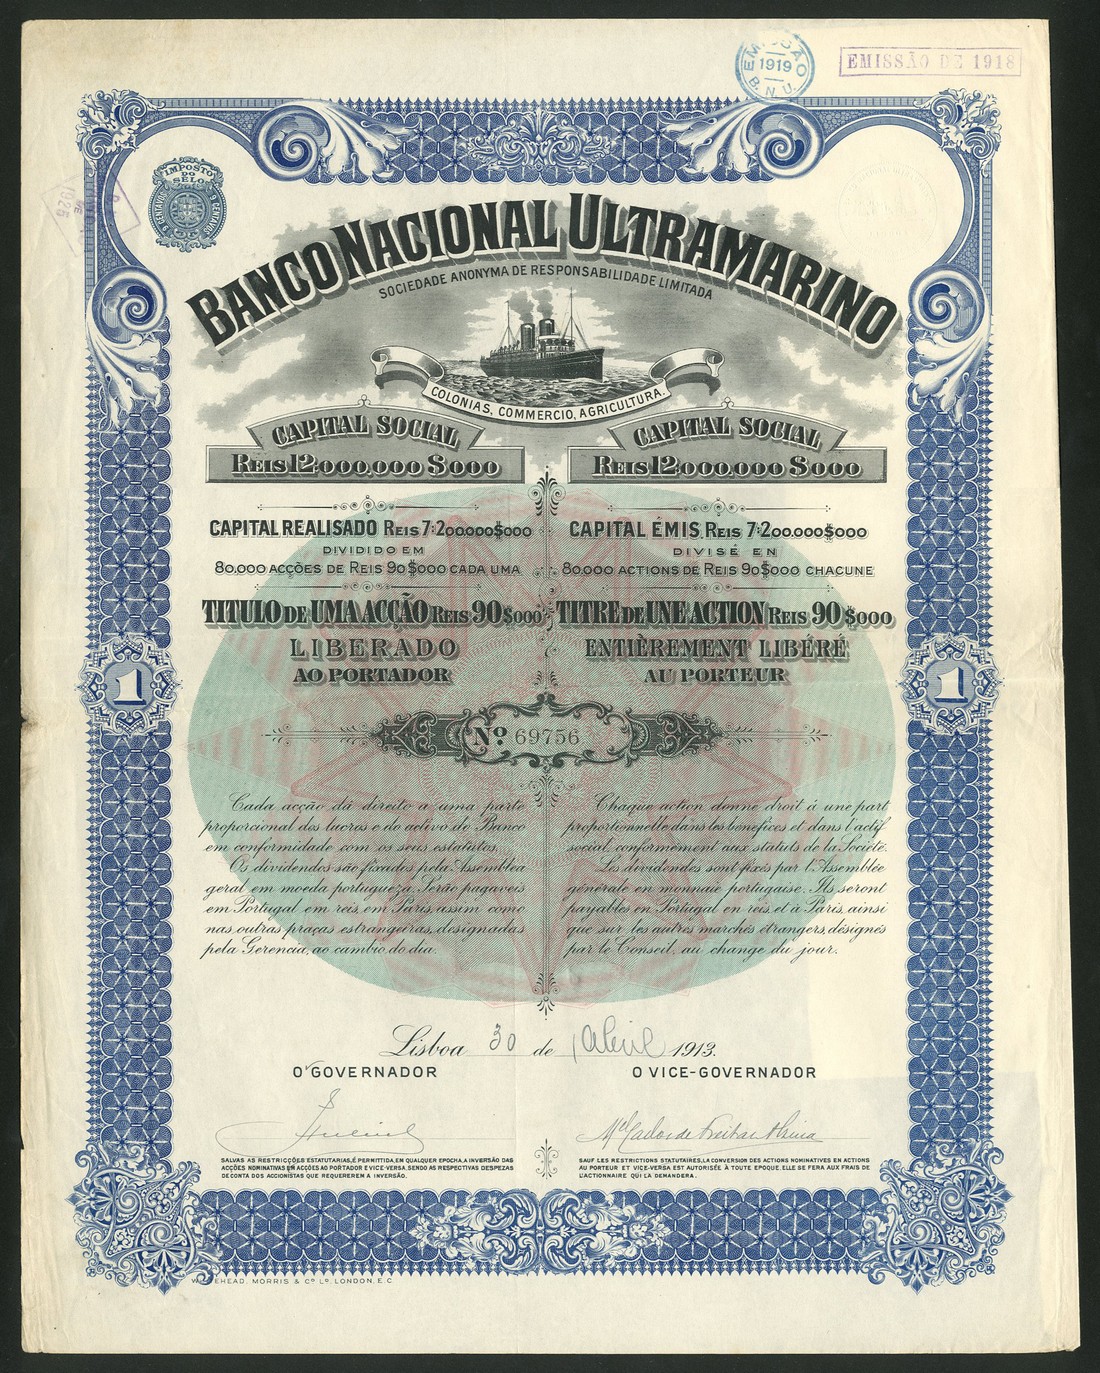 EMISSÃO DE 1918
1919
B. N. U.
IMPOSTO
DO
SELO
9 CENTAVOS 9 CENTAVOS
1926
BANCO NACIONAL ULTRAMARINO
SOCIEDADE ANONYMA DE RESPONSABILIDADE LIMITADA
COLONIAS, COMMERCIO, AGRICULTURA.
CAPITAL SOCIAL
REIS 12:000,000 $000
CAPITAL REALISADO REIS 7:200.000$000
DIVIDIDO EM
80.000 ACÇÕES DE REIS 90$000 CADA UMA
TITULO DE UMA ACÇÃO REIS 90$000
LIBERADO
AO PORTADOR
CAPITAL SOCIAL
REIS 12:000,000 $000
CAPITAL ÉMIS REIS 7:200.000$000
DIVISÉ EN
80.000 ACTIONS DE REIS 90$000 CHACUNE
TITRE DE UNE ACTION REIS 90$000
ENTIÈREMENT LIBÉRÉ
AU PORTEUR
1
1
No. 69756
Cada acção dá direito a uma parte
proporcional dos lucros e do activo do Banco
em conformidade com os seus estatutos.
Os dividendos são fixados pela Assemblea
geral em moeda portugueza. Serão pagaveis
em Portugal em reis, em Paris, assim como
nas outras praças estrangeiras, designadas
pela Gerencia, ao cambio do dia.
Chaque action donne droit à une part
proportionnelle dans les benefices et dans l'actif
social, conformément aux statuts de la Société.
Les dividendes sont fixés par l'Assemblée
générale en monnaie portugaise. Ils seront
payables en Portugal en reis, et à Paris, ainsi
que sur les autres marchés étrangers, désignés
par le Conseil, au change du jour.
Lisboa 30 de Abril 1913.
O GOVERNADOR
O VICE-GOVERNADOR
SALVAS AS RESTRICÇÕES ESTATUTARIAS, É PERMITTIDA, EM QUALQUER EPOCHA, A INVERSÃO DAS
ACÇÕES NOMINATIVAS EM ACÇÕES AO PORTADOR E VICE-VERSA, SENDO AS RESPECTIVAS DESPEZAS
DE CONTA DOS ACCIONISTAS QUE REQUEREREM A INVERSÃO.
SAUF LES RESTRICTIONS STATUTAIRES, LA CONVERSION DES ACTIONS NOMINATIVES EN ACTIONS
AU PORTEUR ET VICE-VERSA EST AUTORISÉE À TOUTE EPOQUE. ELLE SE FERA AUX FRAIS DE
L'ACTIONNAIRE QUI LA DEMANDERA.
MORRIS & Co. Ld. LONDON, E.C